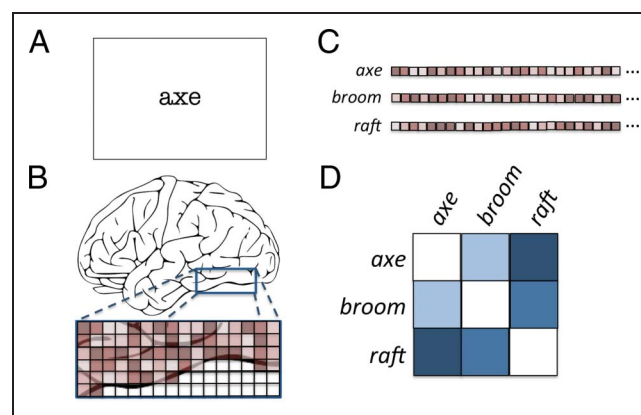 A
axe
B
C
axe ...
broom ...
raft ...
D
axe broom raft
axe
broom
raft